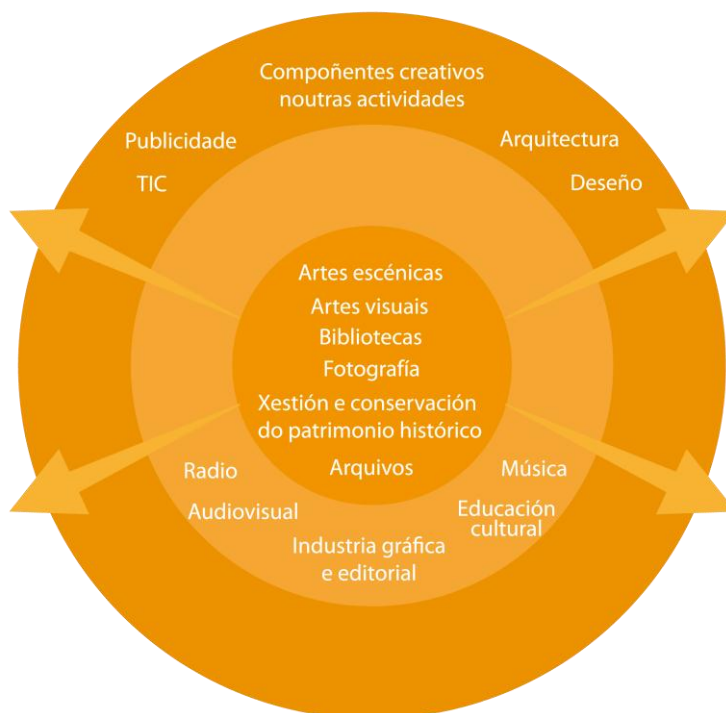 Compoñentes creativos
noutras actividades
Publicidade
Arquitectura
TIC
Deseño
Artes escénicas
Artes visuais
Bibliotecas
Fotografía
Xestión e conservación
do patrimonio histórico
Arquivos
Radio
Música
Audiovisual
Educación
cultural
Industria gráfica
e editorial